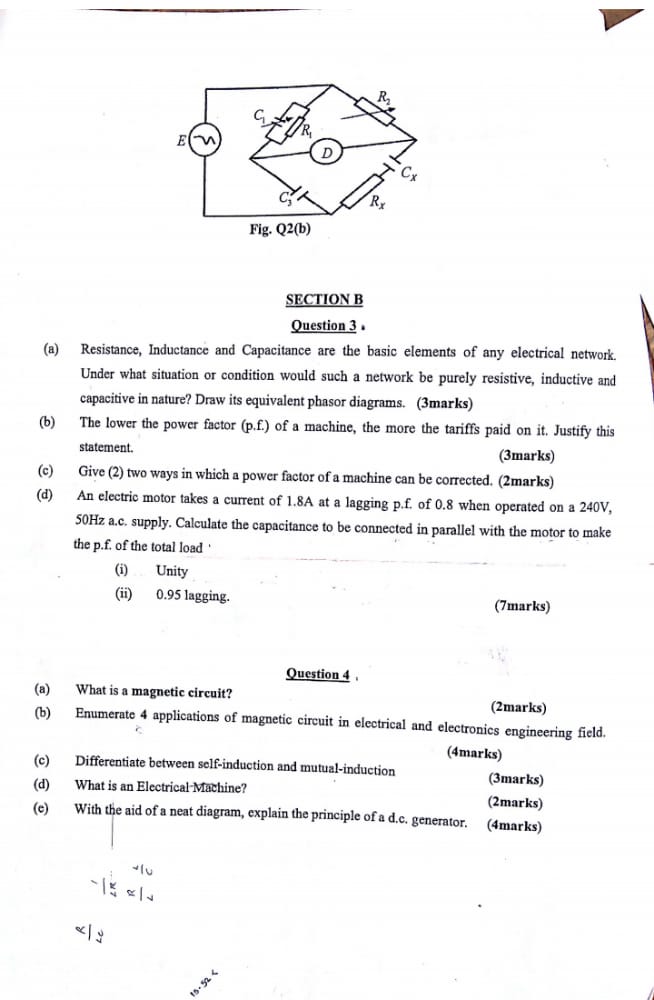 C₁
R₁
R₂
E
D
C₃
Cₓ
Rₓ
Fig. Q2(b)
SECTION B
Question 3
(a) Resistance, Inductance and Capacitance are the basic elements of any electrical network.
Under what situation or condition would such a network be purely resistive, inductive and
capacitive in nature? Draw its equivalent phasor diagrams. (3marks)
(b) The lower the power factor (p.f.) of a machine, the more the tariffs paid on it. Justify this
statement. (3marks)
(c) Give (2) two ways in which a power factor of a machine can be corrected. (2marks)
(d) An electric motor takes a current of 1.8A at a lagging p.f. of 0.8 when operated on a 240V,
50Hz a.c. supply. Calculate the capacitance to be connected in parallel with the motor to make
the p.f. of the total load
(i) Unity
(ii) 0.95 lagging.
(7marks)
Question 4
(a) What is a magnetic circuit? (2marks)
(b) Enumerate 4 applications of magnetic circuit in electrical and electronics engineering field.
(4marks)
(c) Differentiate between self-induction and mutual-induction (3marks)
(d) What is an Electrical Machine? (2marks)
(e) With the aid of a neat diagram, explain the principle of a d.c. generator. (4marks)